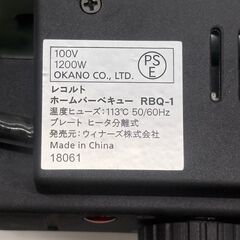 100V
1200W
OKANO CO., LTD.
PS
E
レコルト
ホームバーベキュー RBQ-1
温度ヒューズ:113℃ 50/60Hz
プレート ヒータ分離式
発売元:ウィナーズ株式会社
Made in China
18061